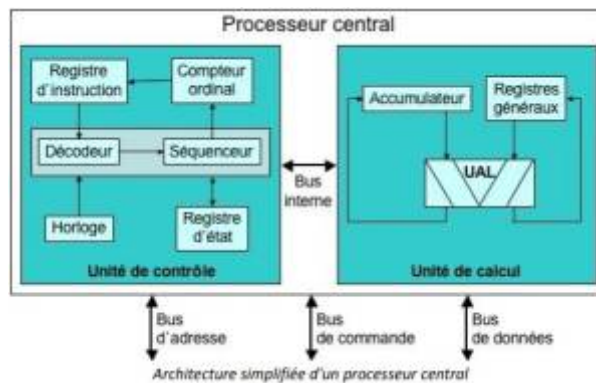 Processeur central
Registre
d'instruction
Compteur
ordinal
Décodeur
Séquenceur
Horloge
Registre
d'état
Unité de contrôle
Bus
interne
Accumulateur
Registres
généraux
UAL
Unité de calcul
Bus
d'adresse
Bus
de commande
Bus
de données
Architecture simplifiée d'un processeur central